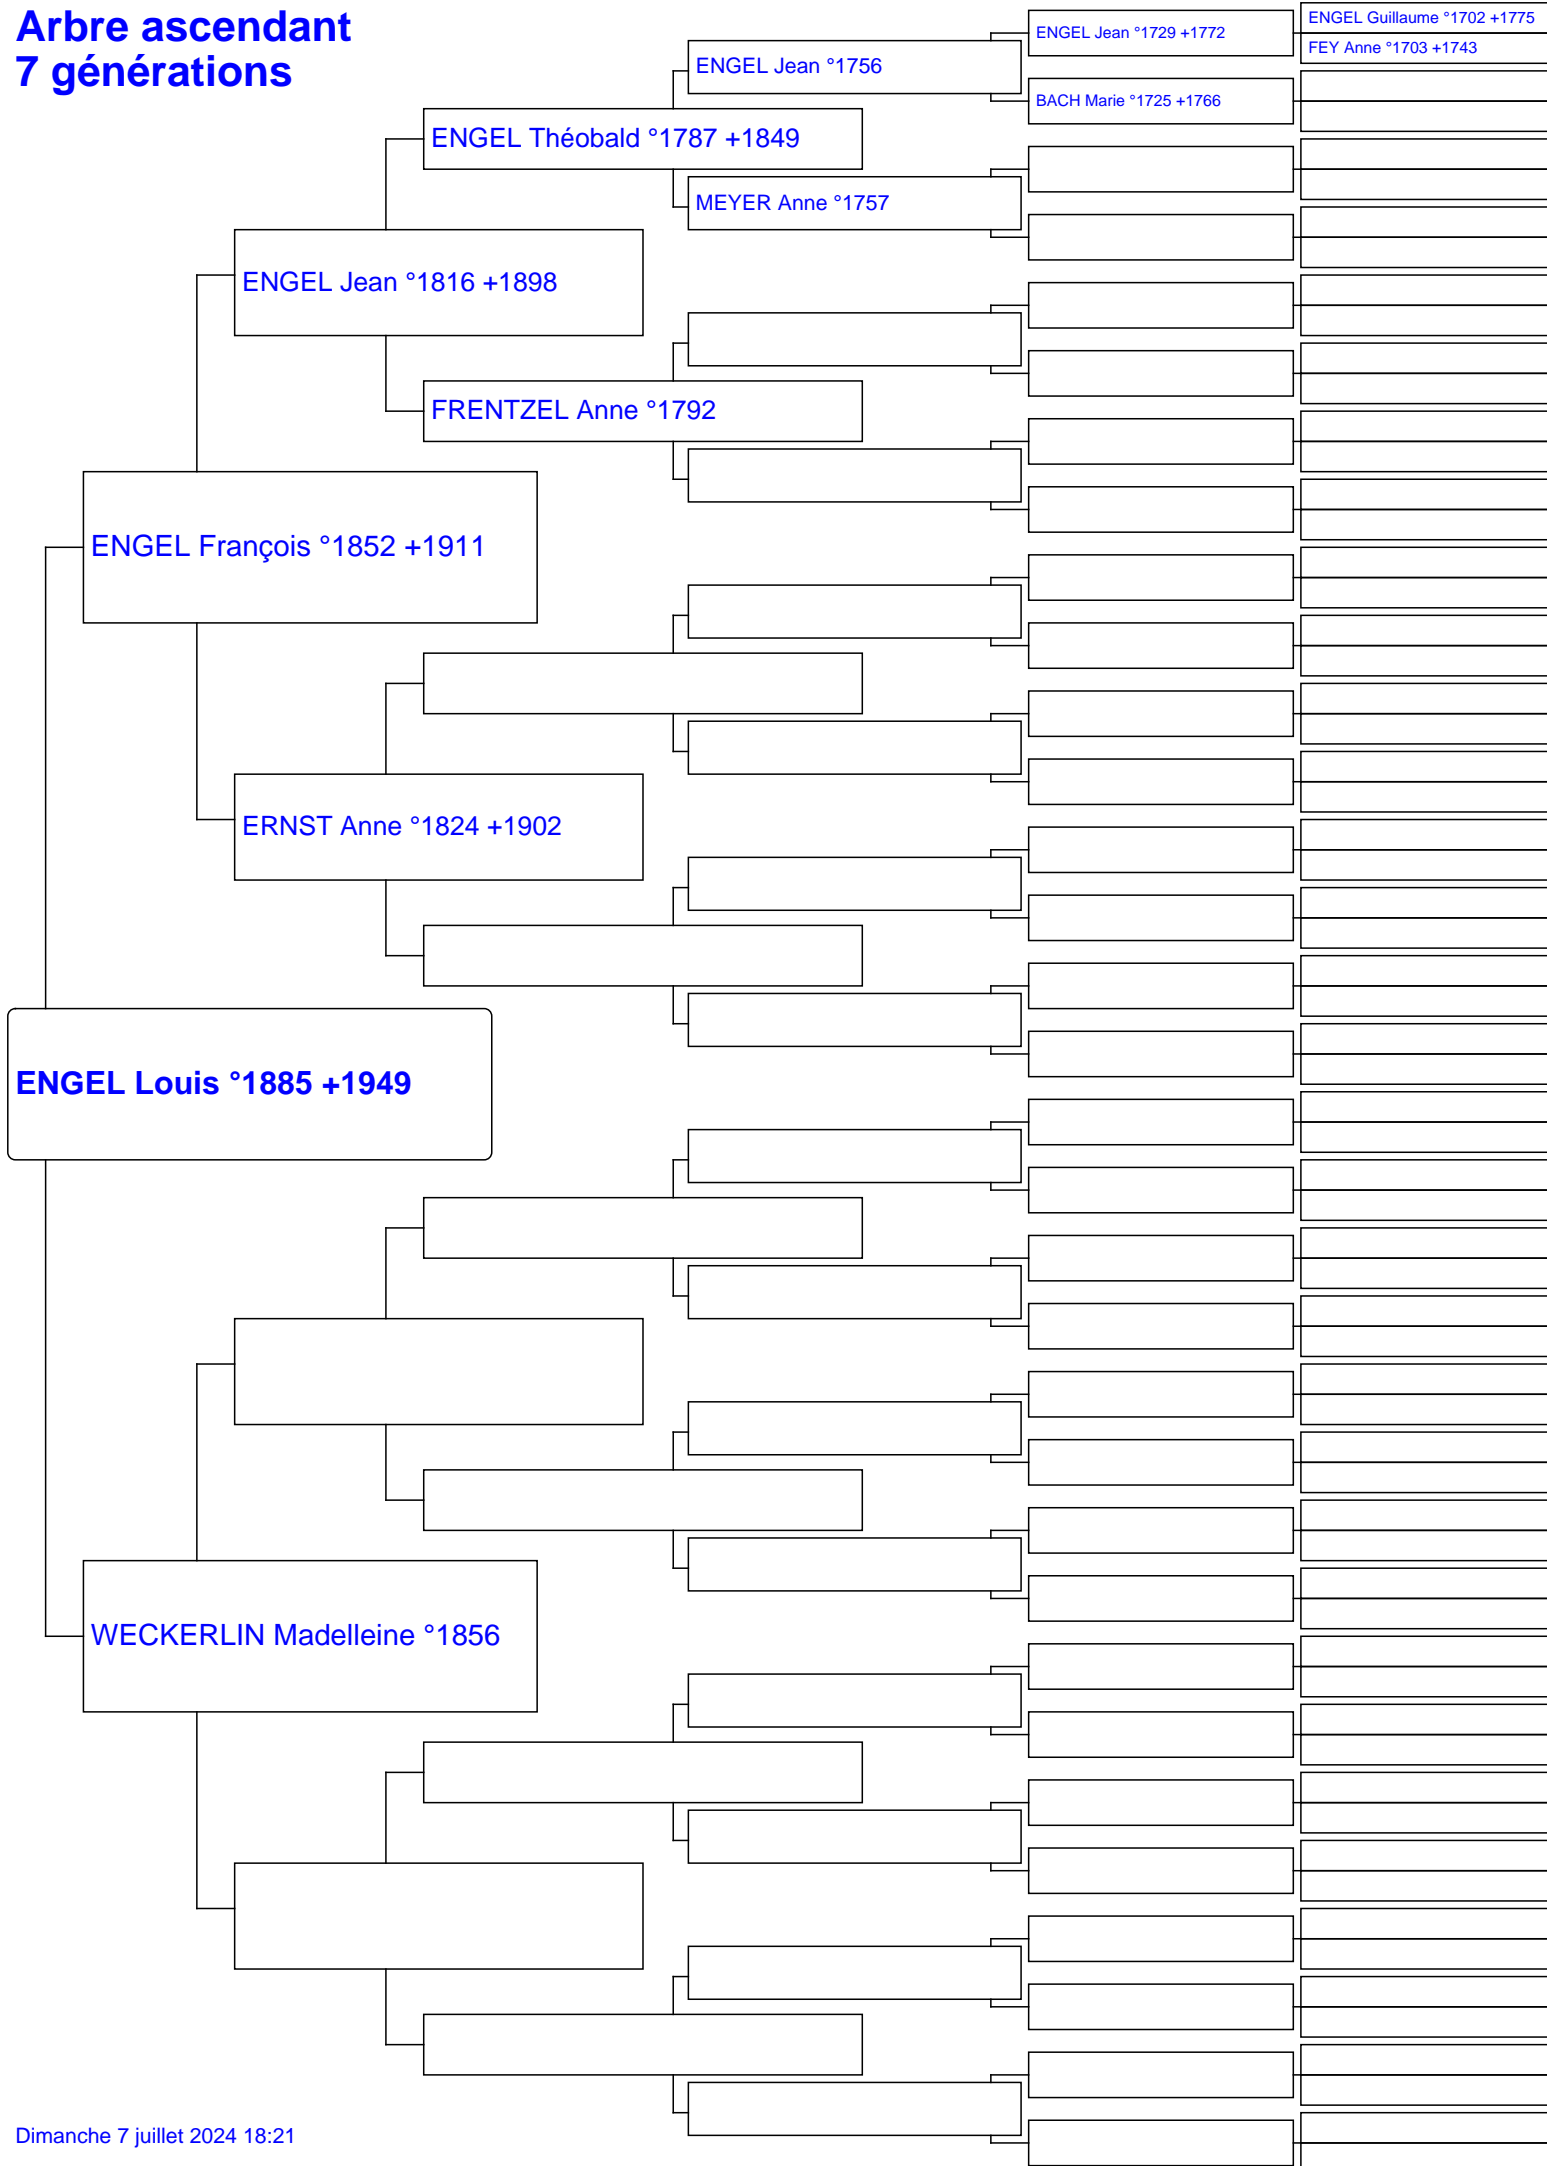 Arbre ascendant
7 générations
ENGEL Guillaume °1702 +1775
ENGEL Jean °1729 +1772
FEY Anne °1703 +1743
ENGEL Jean °1756
BACH Marie °1725 +1766
ENGEL Théobald °1787 +1849
MEYER Anne °1757
ENGEL Jean °1816 +1898
FRENTZEL Anne °1792
ENGEL François °1852 +1911
ERNST Anne °1824 +1902
ENGEL Louis °1885 +1949
WECKERLIN Madelleine °1856
Dimanche 7 juillet 2024 18:21